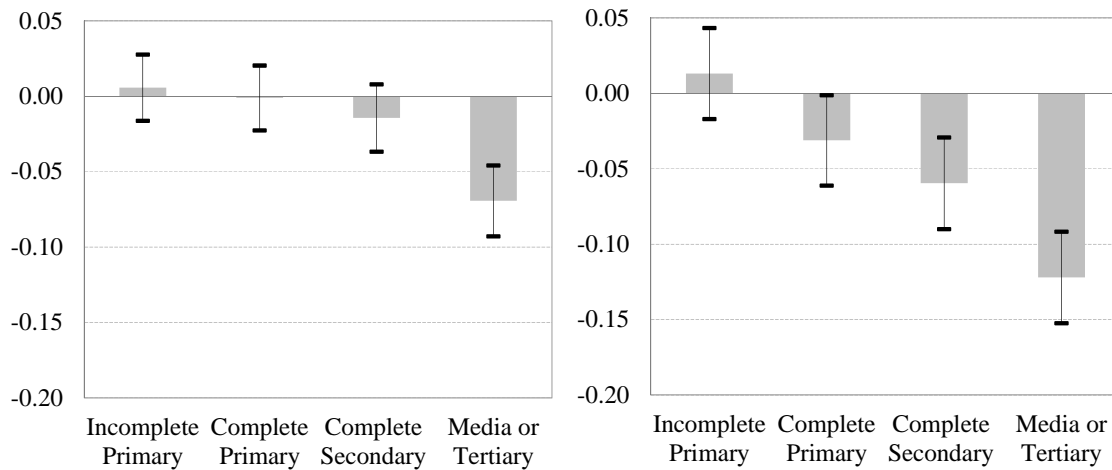 0.05
0.00
-0.05
-0.10
-0.15
-0.20
Incomplete Primary
Complete Primary
Complete Secondary
Media or Tertiary
0.05
0.00
-0.05
-0.10
-0.15
-0.20
Incomplete Primary
Complete Primary
Complete Secondary
Media or Tertiary